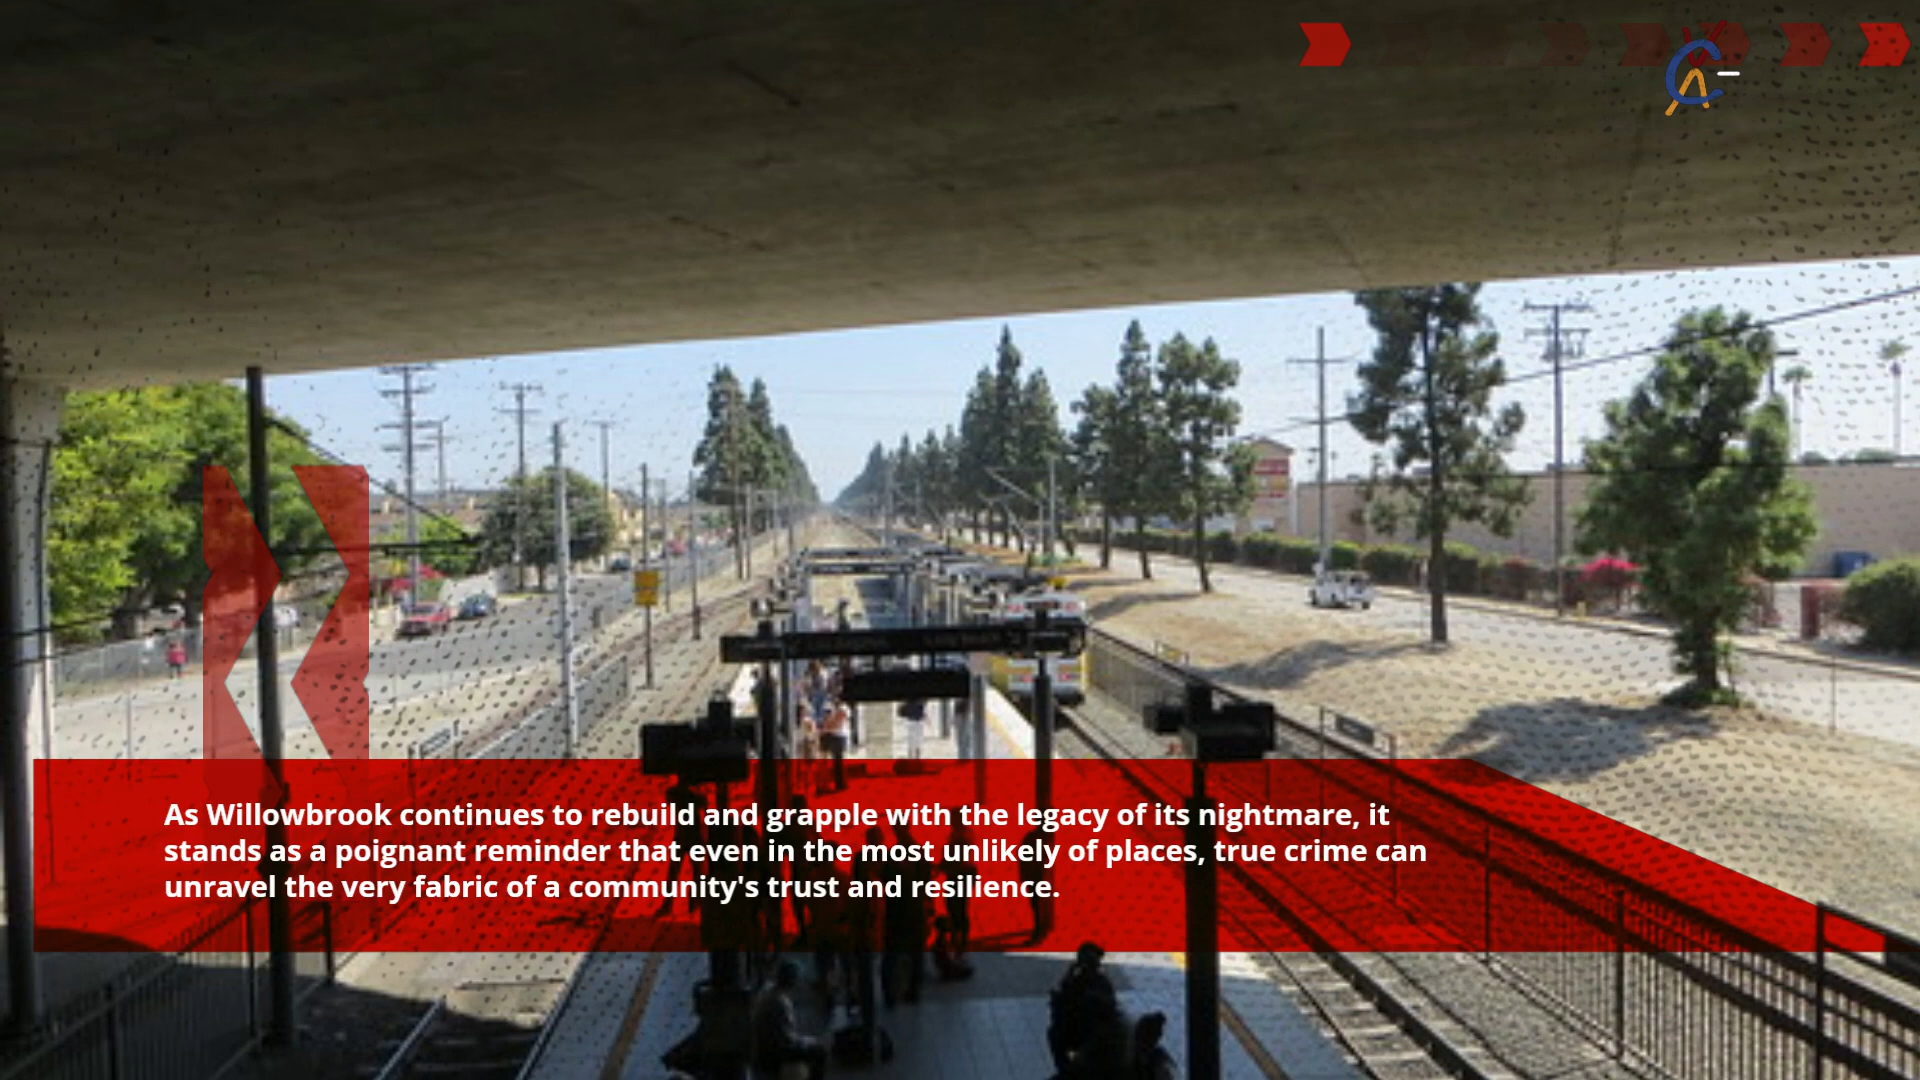 As Willowbrook continues to rebuild and grapple with the legacy of its nightmare, it
stands as a poignant reminder that even in the most unlikely of places, true crime can
unravel the very fabric of a community's trust and resilience.